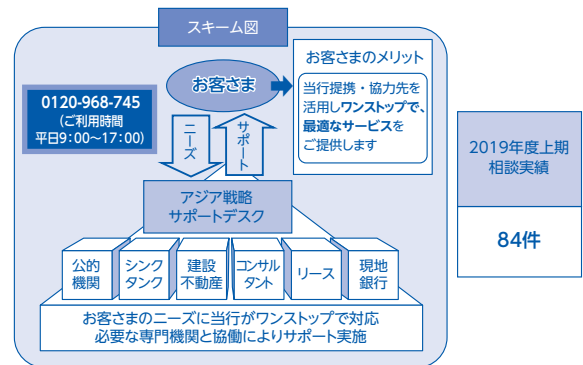 スキーム図
お客さま
お客さまのメリット
当行提携・協力先を
活用しワンストップで、
最適なサービスを
ご提供します
0120-968-745
(ご利用時間
平日9:00~17:00)
ニーズ
サポート
アジア戦略
サポートデスク
公的
機関
シンク
タンク
建設
不動産
コンサル
タント
リース
現地
銀行
お客さまのニーズに当行がワンストップで対応
必要な専門機関と協働によりサポート実施
2019年度上期
相談実績
84件